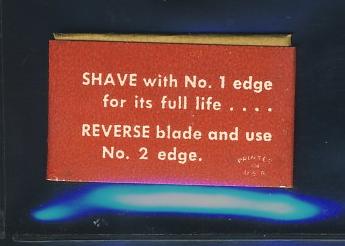 SHAVE with No. 1 edge
for its full life . . . .
REVERSE blade and use
No. 2 edge.
PRINTED
IN
U.S.A.